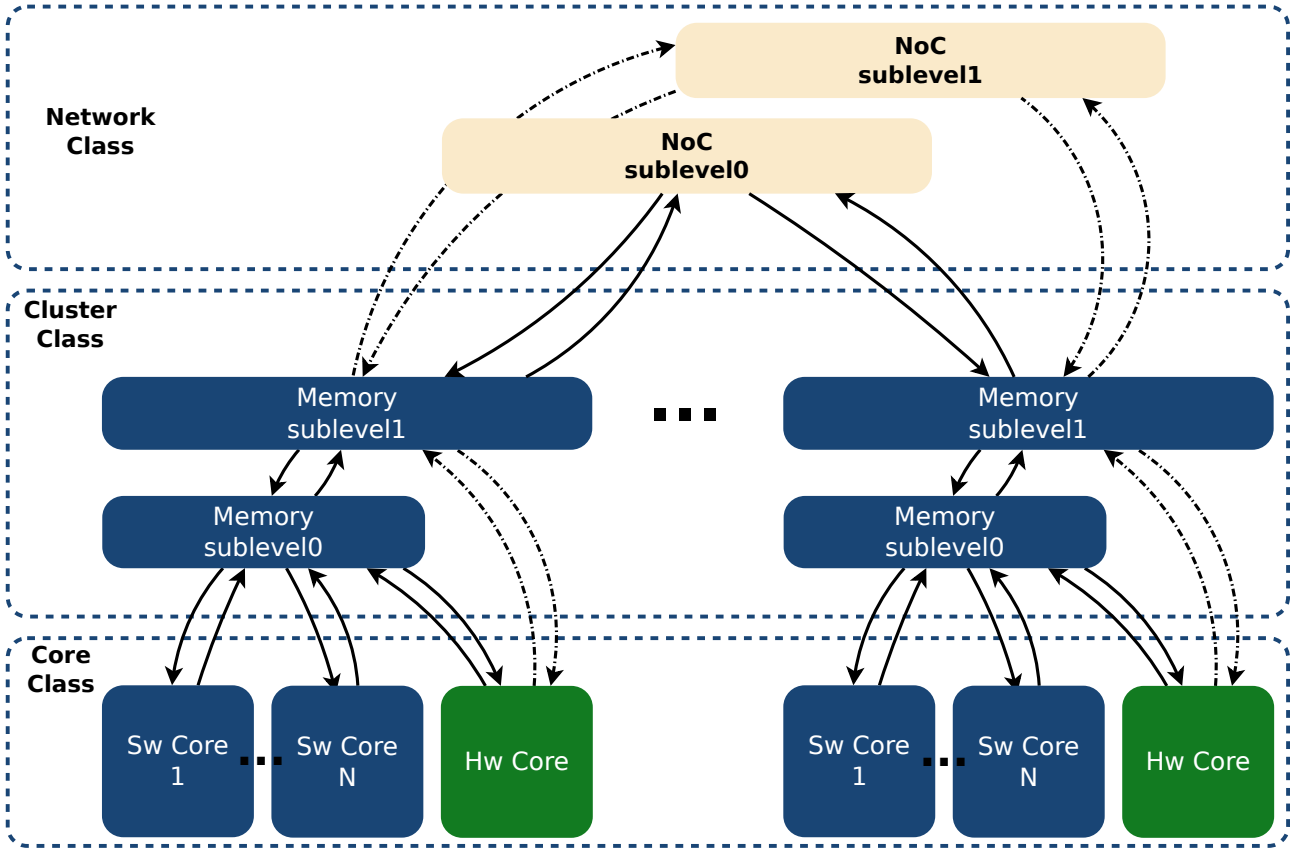 NoC
sublevel1
Network
Class
NoC
sublevel0
Cluster
Class
Memory
sublevel1
Memory
sublevel1
Memory
sublevel0
Memory
sublevel0
Core
Class
Sw Core
1
Sw Core
N
Hw Core
Sw Core
1
Sw Core
N
Hw Core